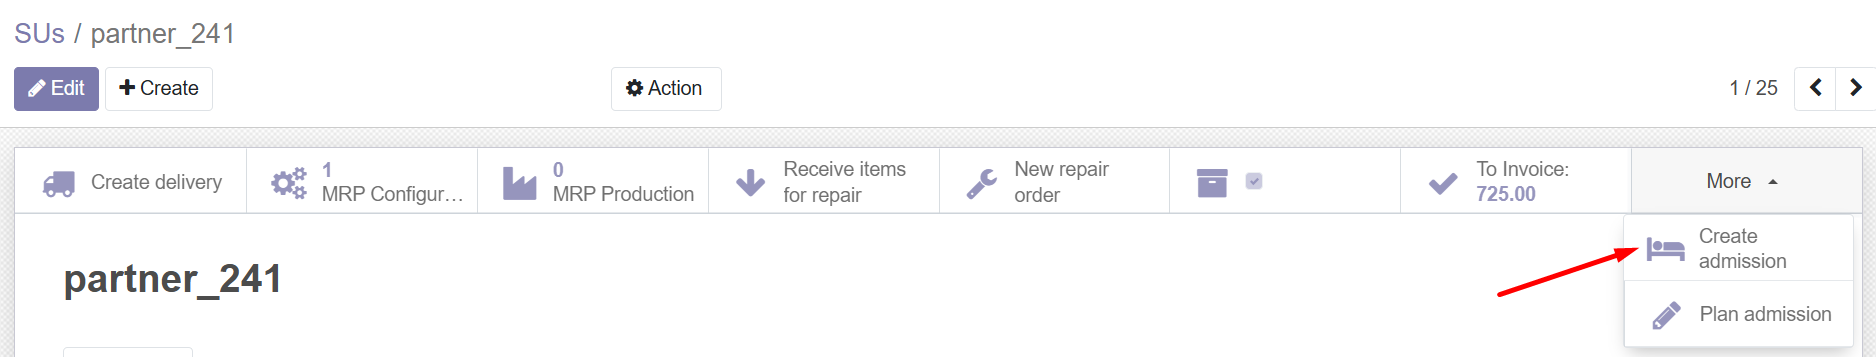 SUs / partner_241
Edit
Create
Action
1 / 25
Create delivery
1
MRP Configur...
0
MRP Production
Receive items
for repair
New repair
order
To Invoice:
725.00
More
Create
admission
Plan admission
partner_241